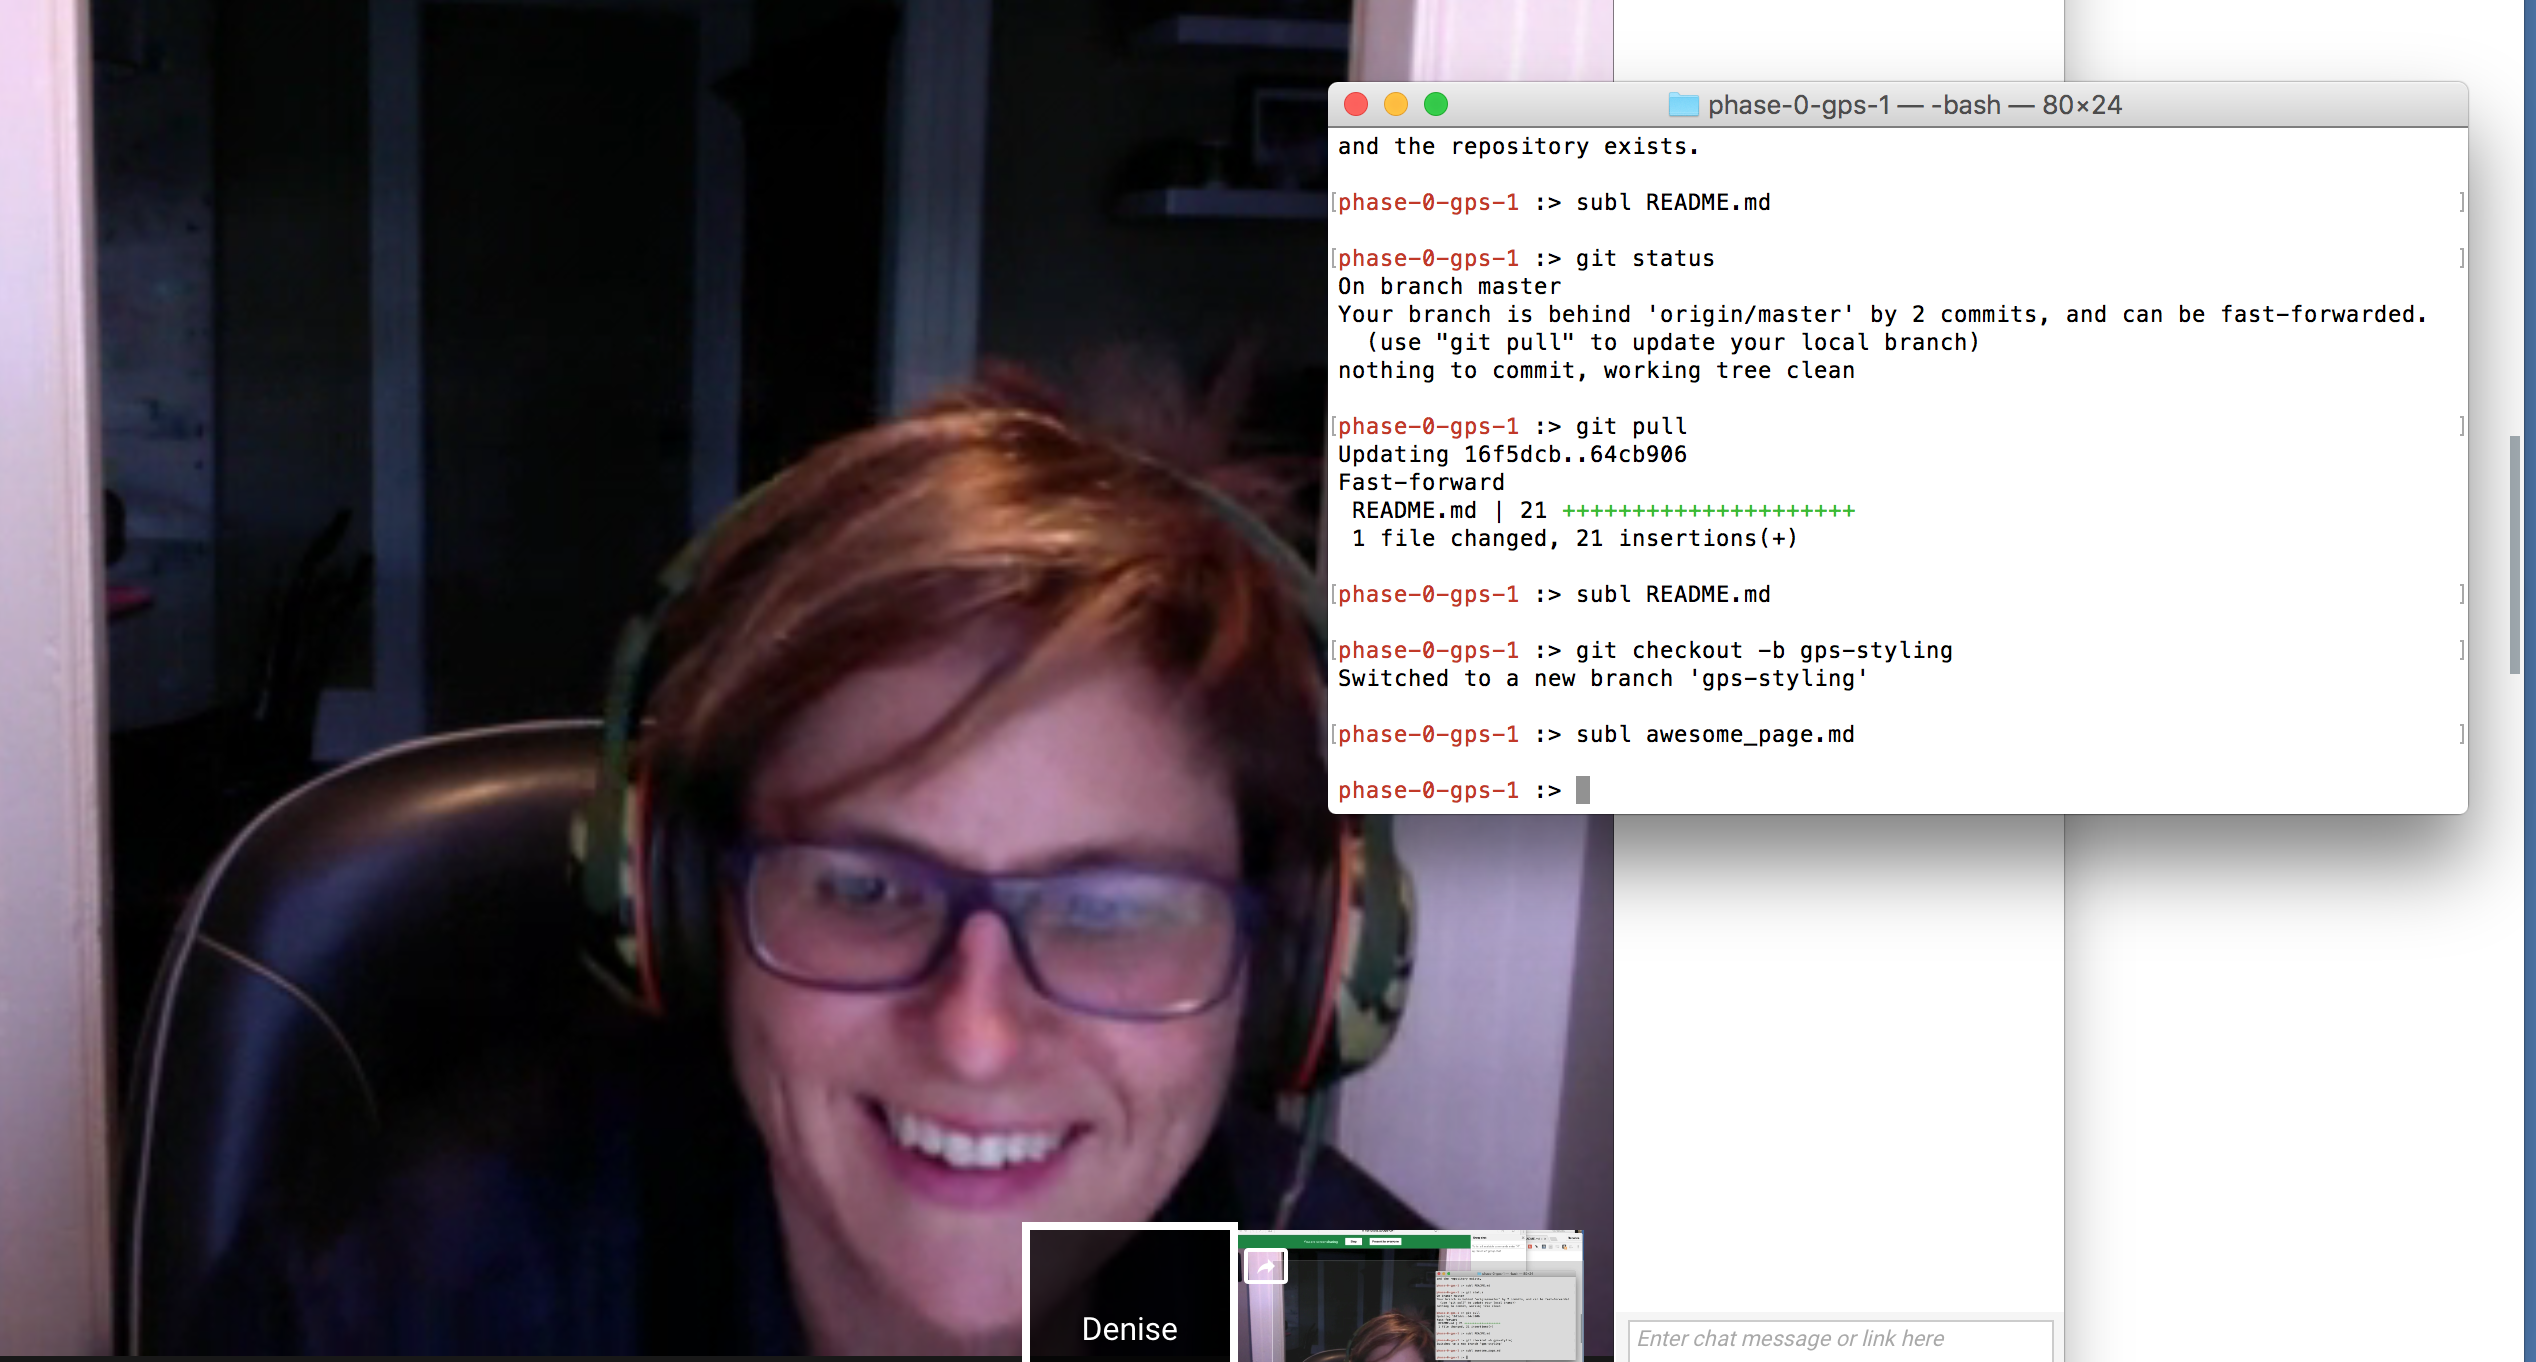 phase-0-gps-1 — -bash — 80×24
and the repository exists.
[phase-0-gps-1 :> subl README.md ]
[phase-0-gps-1 :> git status ]
On branch master
Your branch is behind 'origin/master' by 2 commits, and can be fast-forwarded.
(use "git pull" to update your local branch)
nothing to commit, working tree clean
[phase-0-gps-1 :> git pull ]
Updating 16f5dcb..64cb906
Fast-forward
README.md | 21 +++++++++++++++++++++
1 file changed, 21 insertions(+)
[phase-0-gps-1 :> subl README.md ]
[phase-0-gps-1 :> git checkout -b gps-styling ]
Switched to a new branch 'gps-styling'
[phase-0-gps-1 :> subl awesome_page.md ]
phase-0-gps-1 :>
Denise
Enter chat message or link here